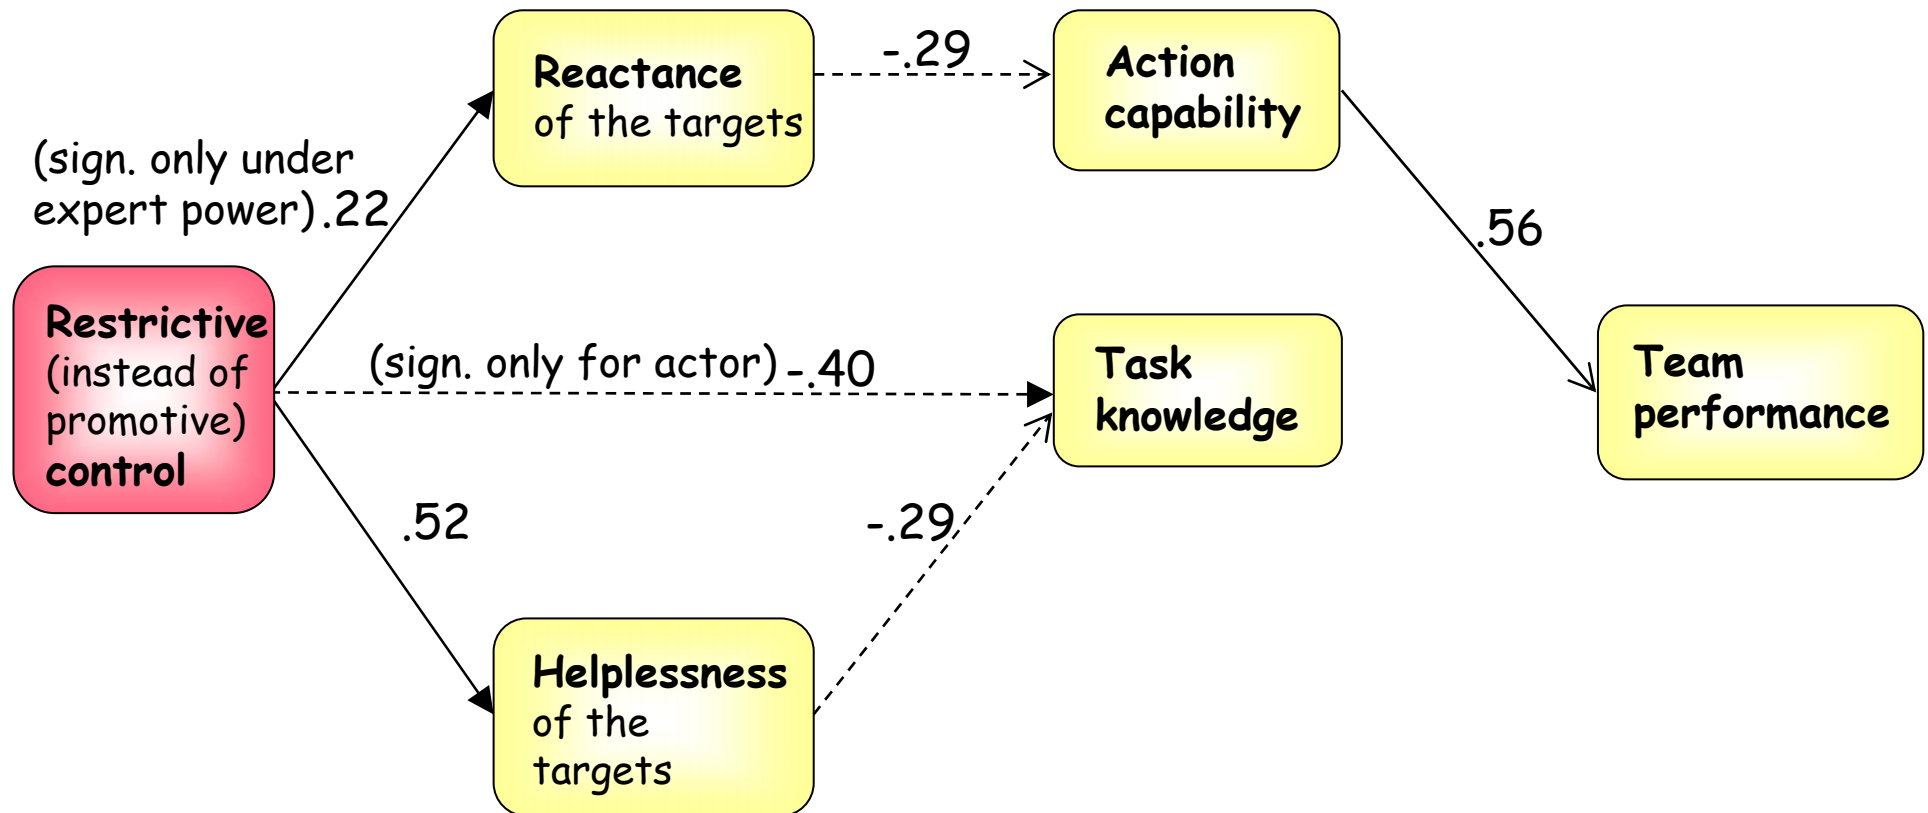 Reactance
of the targets
-.29
Action
capability
(sign. only under
expert power) .22
.56
Restrictive
(instead of
promotive)
control
(sign. only for actor) -.40
Task
knowledge
Team
performance
.52
-.29
Helplessness
of the
targets